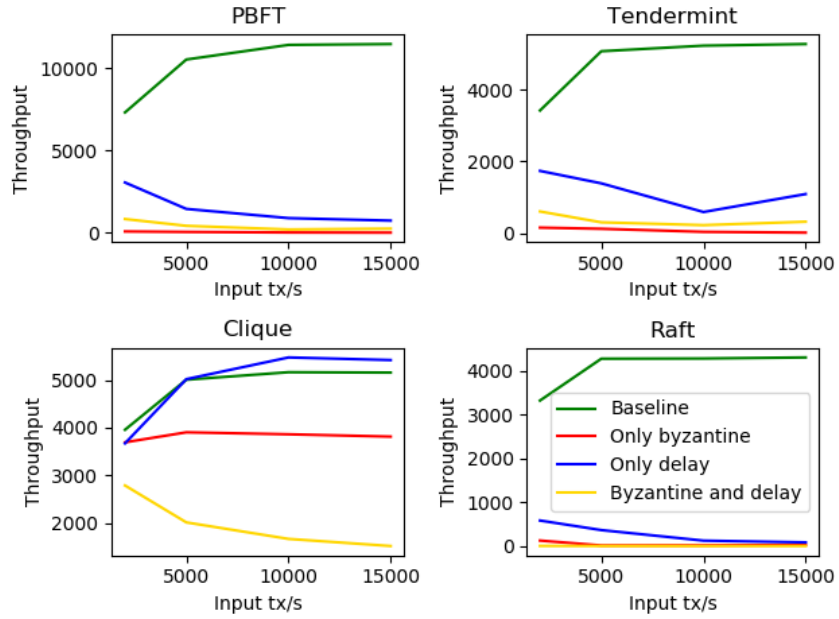 PBFT
Throughput
10000
5000
0
5000 10000 15000
Input tx/s
Tendermint
Throughput
4000
2000
0
5000 10000 15000
Input tx/s
Clique
Throughput
5000
4000
3000
2000
5000 10000 15000
Input tx/s
Raft
Throughput
4000
3000
2000
1000
0
Baseline
Only byzantine
Only delay
Byzantine and delay
5000 10000 15000
Input tx/s